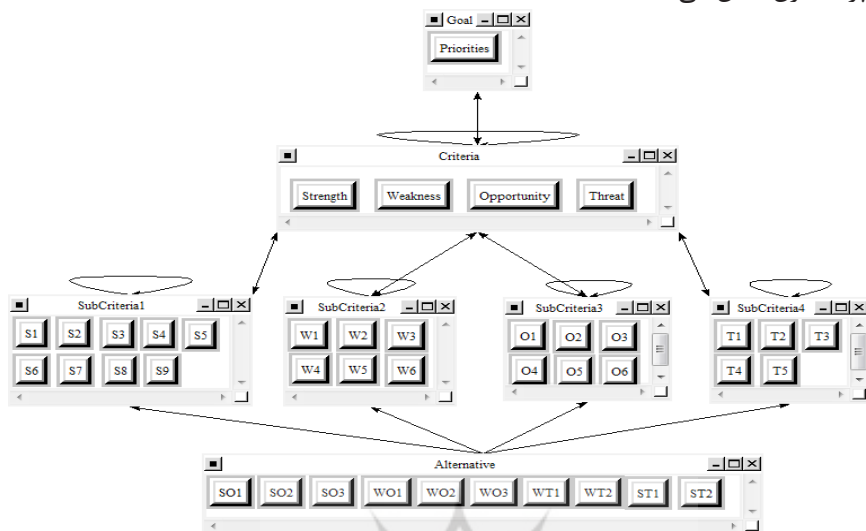 Goal
Priorities
Criteria
Strength Weakness Opportunity Threat
SubCriteria1 SubCriteria2 SubCriteria3 SubCriteria4
S1 S2 S3 S4 S5
S6 S7 S8 S9
W1 W2 W3
W4 W5 W6
O1 O2 O3
O4 O5 O6
T1 T2 T3
T4 T5
Alternative
SO1 SO2 SO3 WO1 WO2 WO3 WT1 WT2 ST1 ST2